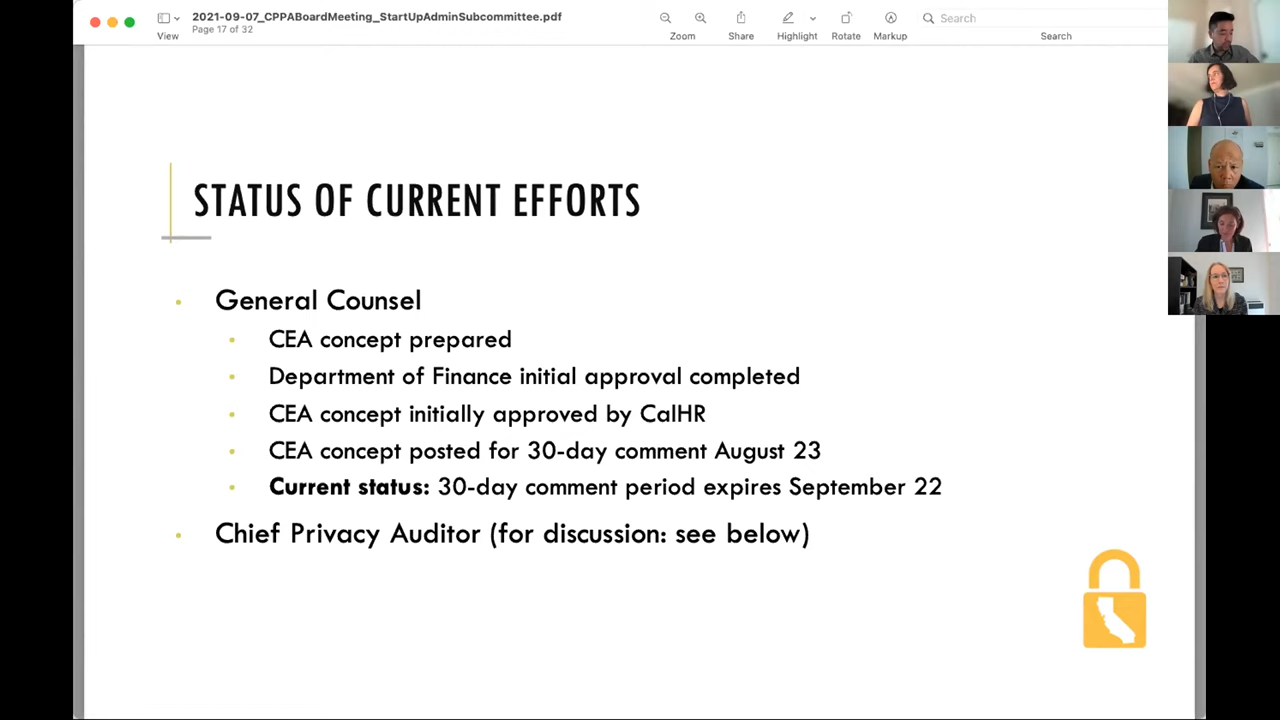 2021-09-07_CPPABoardMeeting_StartUpAdminSubcommittee.pdf
Page 17 of 32
View
Zoom
Share
Highlight
Rotate
Markup
Search
Search
STATUS OF CURRENT EFFORTS
• General Counsel
• CEA concept prepared
• Department of Finance initial approval completed
• CEA concept initially approved by CalHR
• CEA concept posted for 30-day comment August 23
• Current status: 30-day comment period expires September 22
• Chief Privacy Auditor (for discussion: see below)